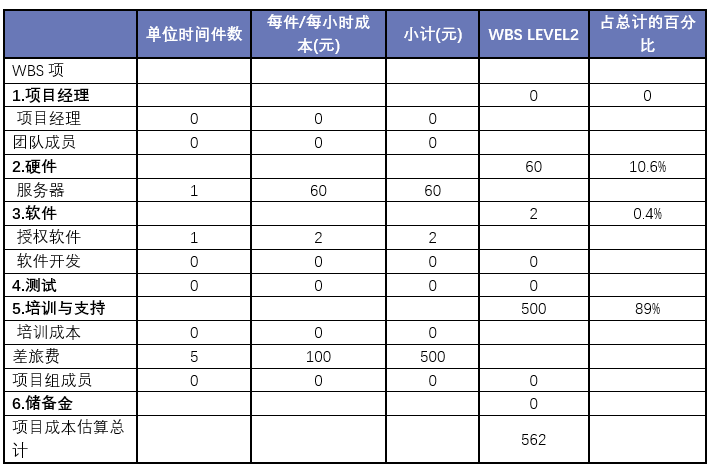 单位时间件数 每件/每小时成本(元) 小计(元) WBS LEVEL2 占总计的百分比
WBS 项
1.项目经理 0 0
项目经理 0 0 0
团队成员 0 0 0
2.硬件 60 10.6%
服务器 1 60 60
3.软件 2 0.4%
授权软件 1 2 2
软件开发 0 0 0 0
4.测试 0 0 0 0
5.培训与支持 500 89%
培训成本 0 0 0
差旅费 5 100 500
项目组成员 0 0 0 0
6.储备金 0
项目成本估算总计 562